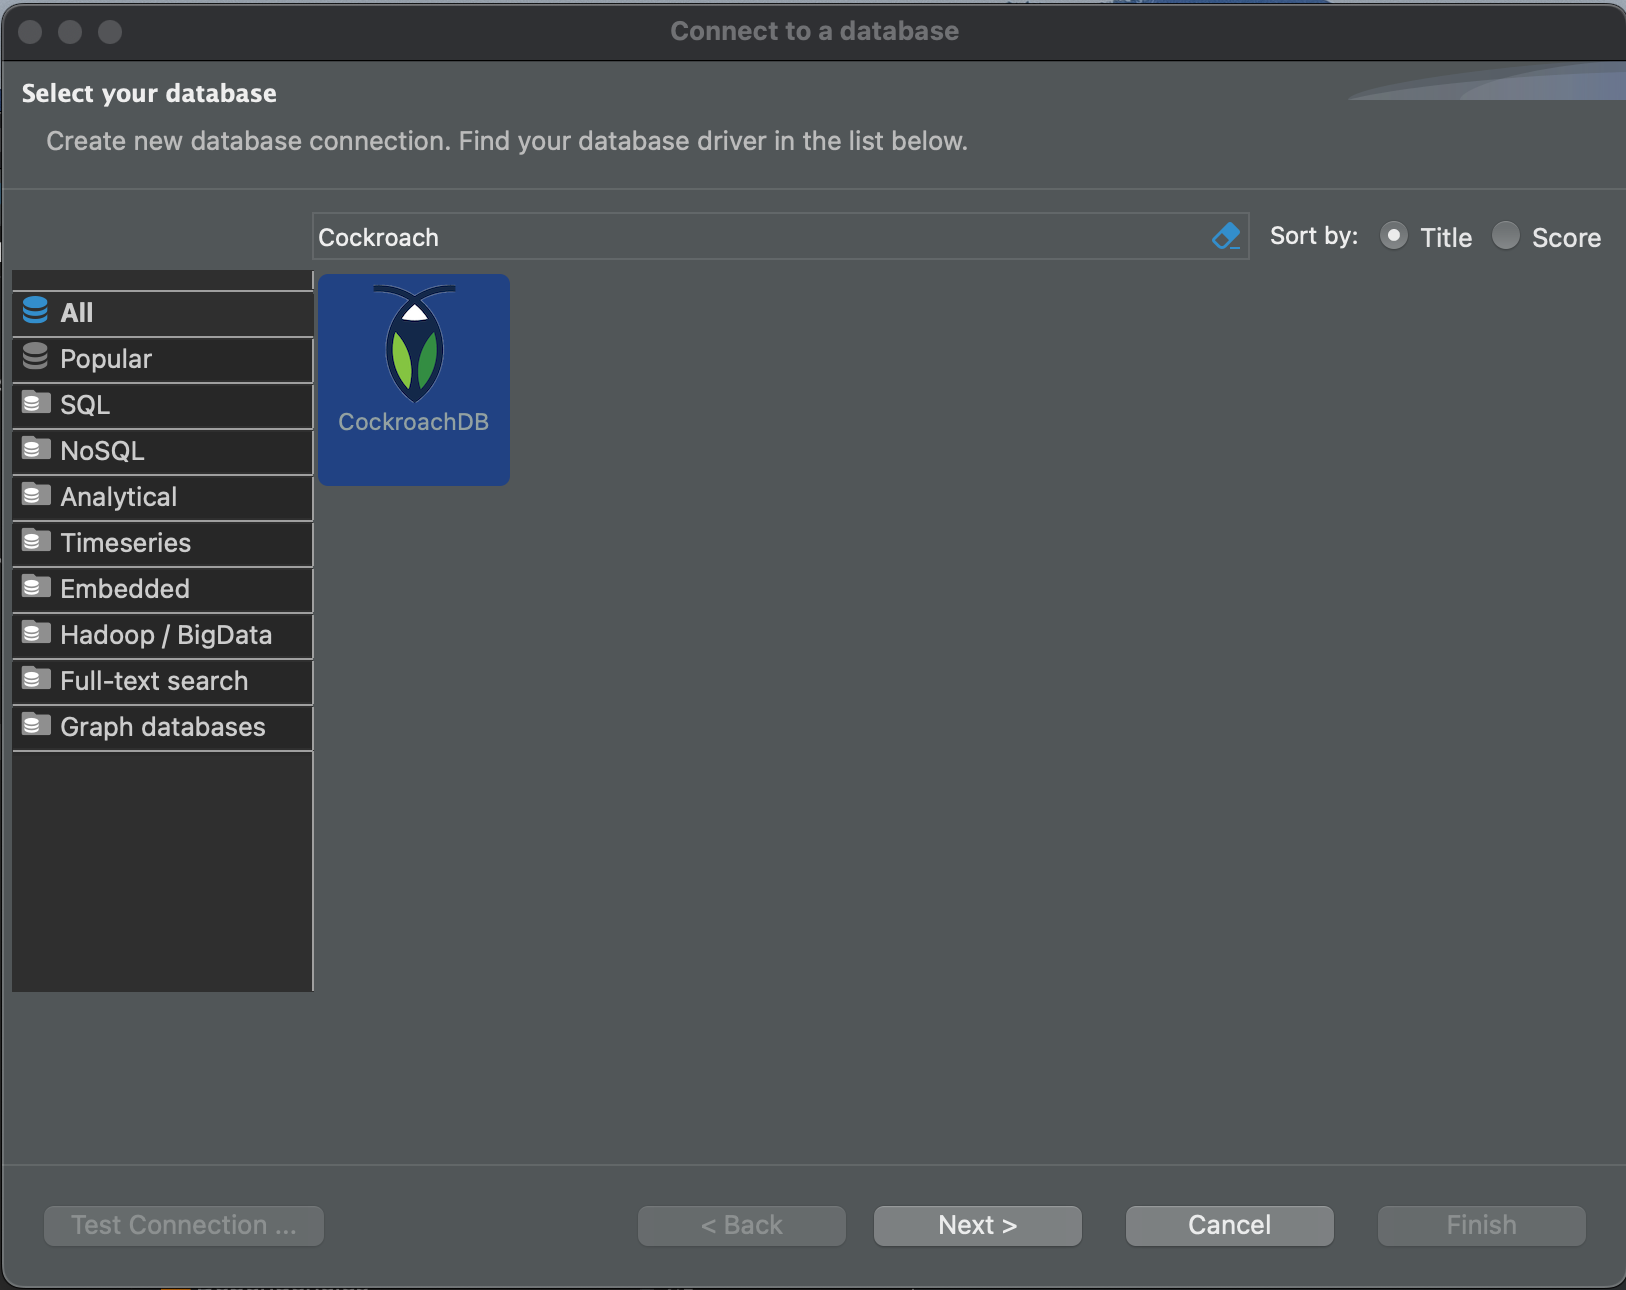 Connect to a database
Select your database
Create new database connection. Find your database driver in the list below.
Cockroach
Sort by: Title Score
All
Popular
SQL
NoSQL
Analytical
Timeseries
Embedded
Hadoop / BigData
Full-text search
Graph databases
CockroachDB
Test Connection ...
< Back
Next >
Cancel
Finish